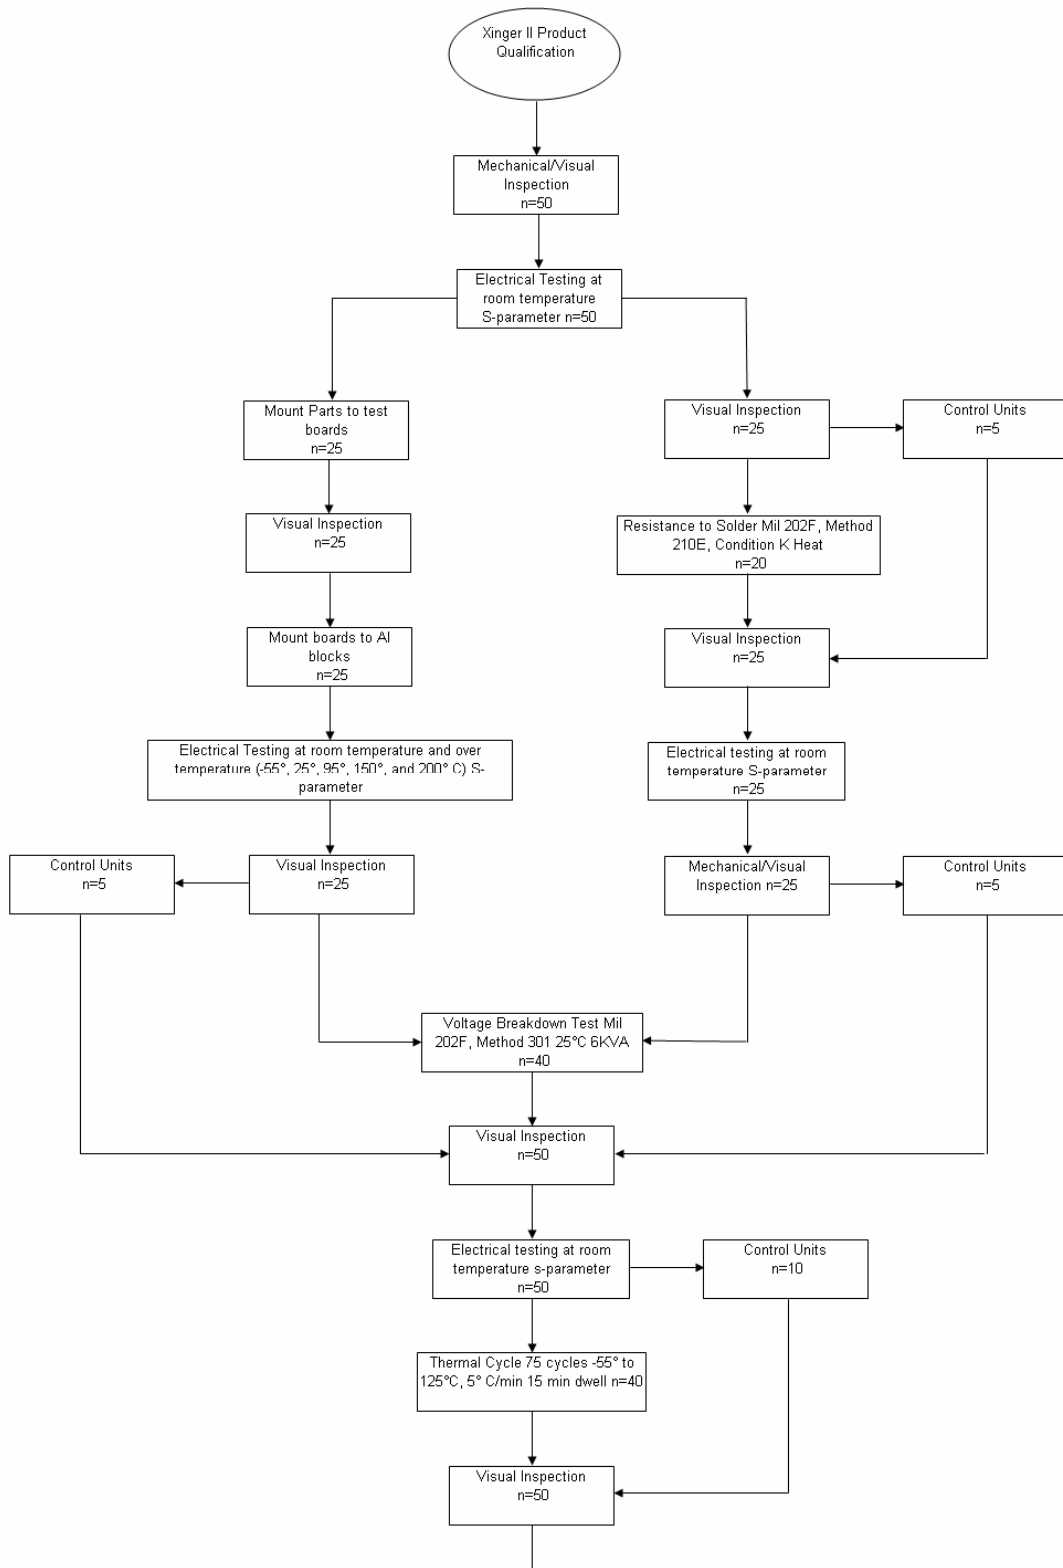 Xinger II Product
Qualification
Mechanical/Visual
Inspection
n=50
Electrical Testing at
room temperature
S-parameter n=50
Mount Parts to test
boards
n=25
Visual Inspection
n=25
Control Units
n=5
Visual Inspection
n=25
Resistance to Solder Mil 202F, Method
210E, Condition K Heat
n=20
Mount boards to Al
blocks
n=25
Visual Inspection
n=25
Electrical Testing at room temperature and over
temperature (-55°, 25°, 95°, 150°, and 200° C) S-
parameter
Electrical testing at room
temperature S-parameter
n=25
Control Units
n=5
Visual Inspection
n=25
Mechanical/Visual
Inspection n=25
Control Units
n=5
Voltage Breakdown Test Mil
202F, Method 301 25°C 6KVA
n=40
Visual Inspection
n=50
Electrical testing at room
temperature s-parameter
n=50
Control Units
n=10
Thermal Cycle 75 cycles -55° to
125°C, 5° C/min 15 min dwell n=40
Visual Inspection
n=50